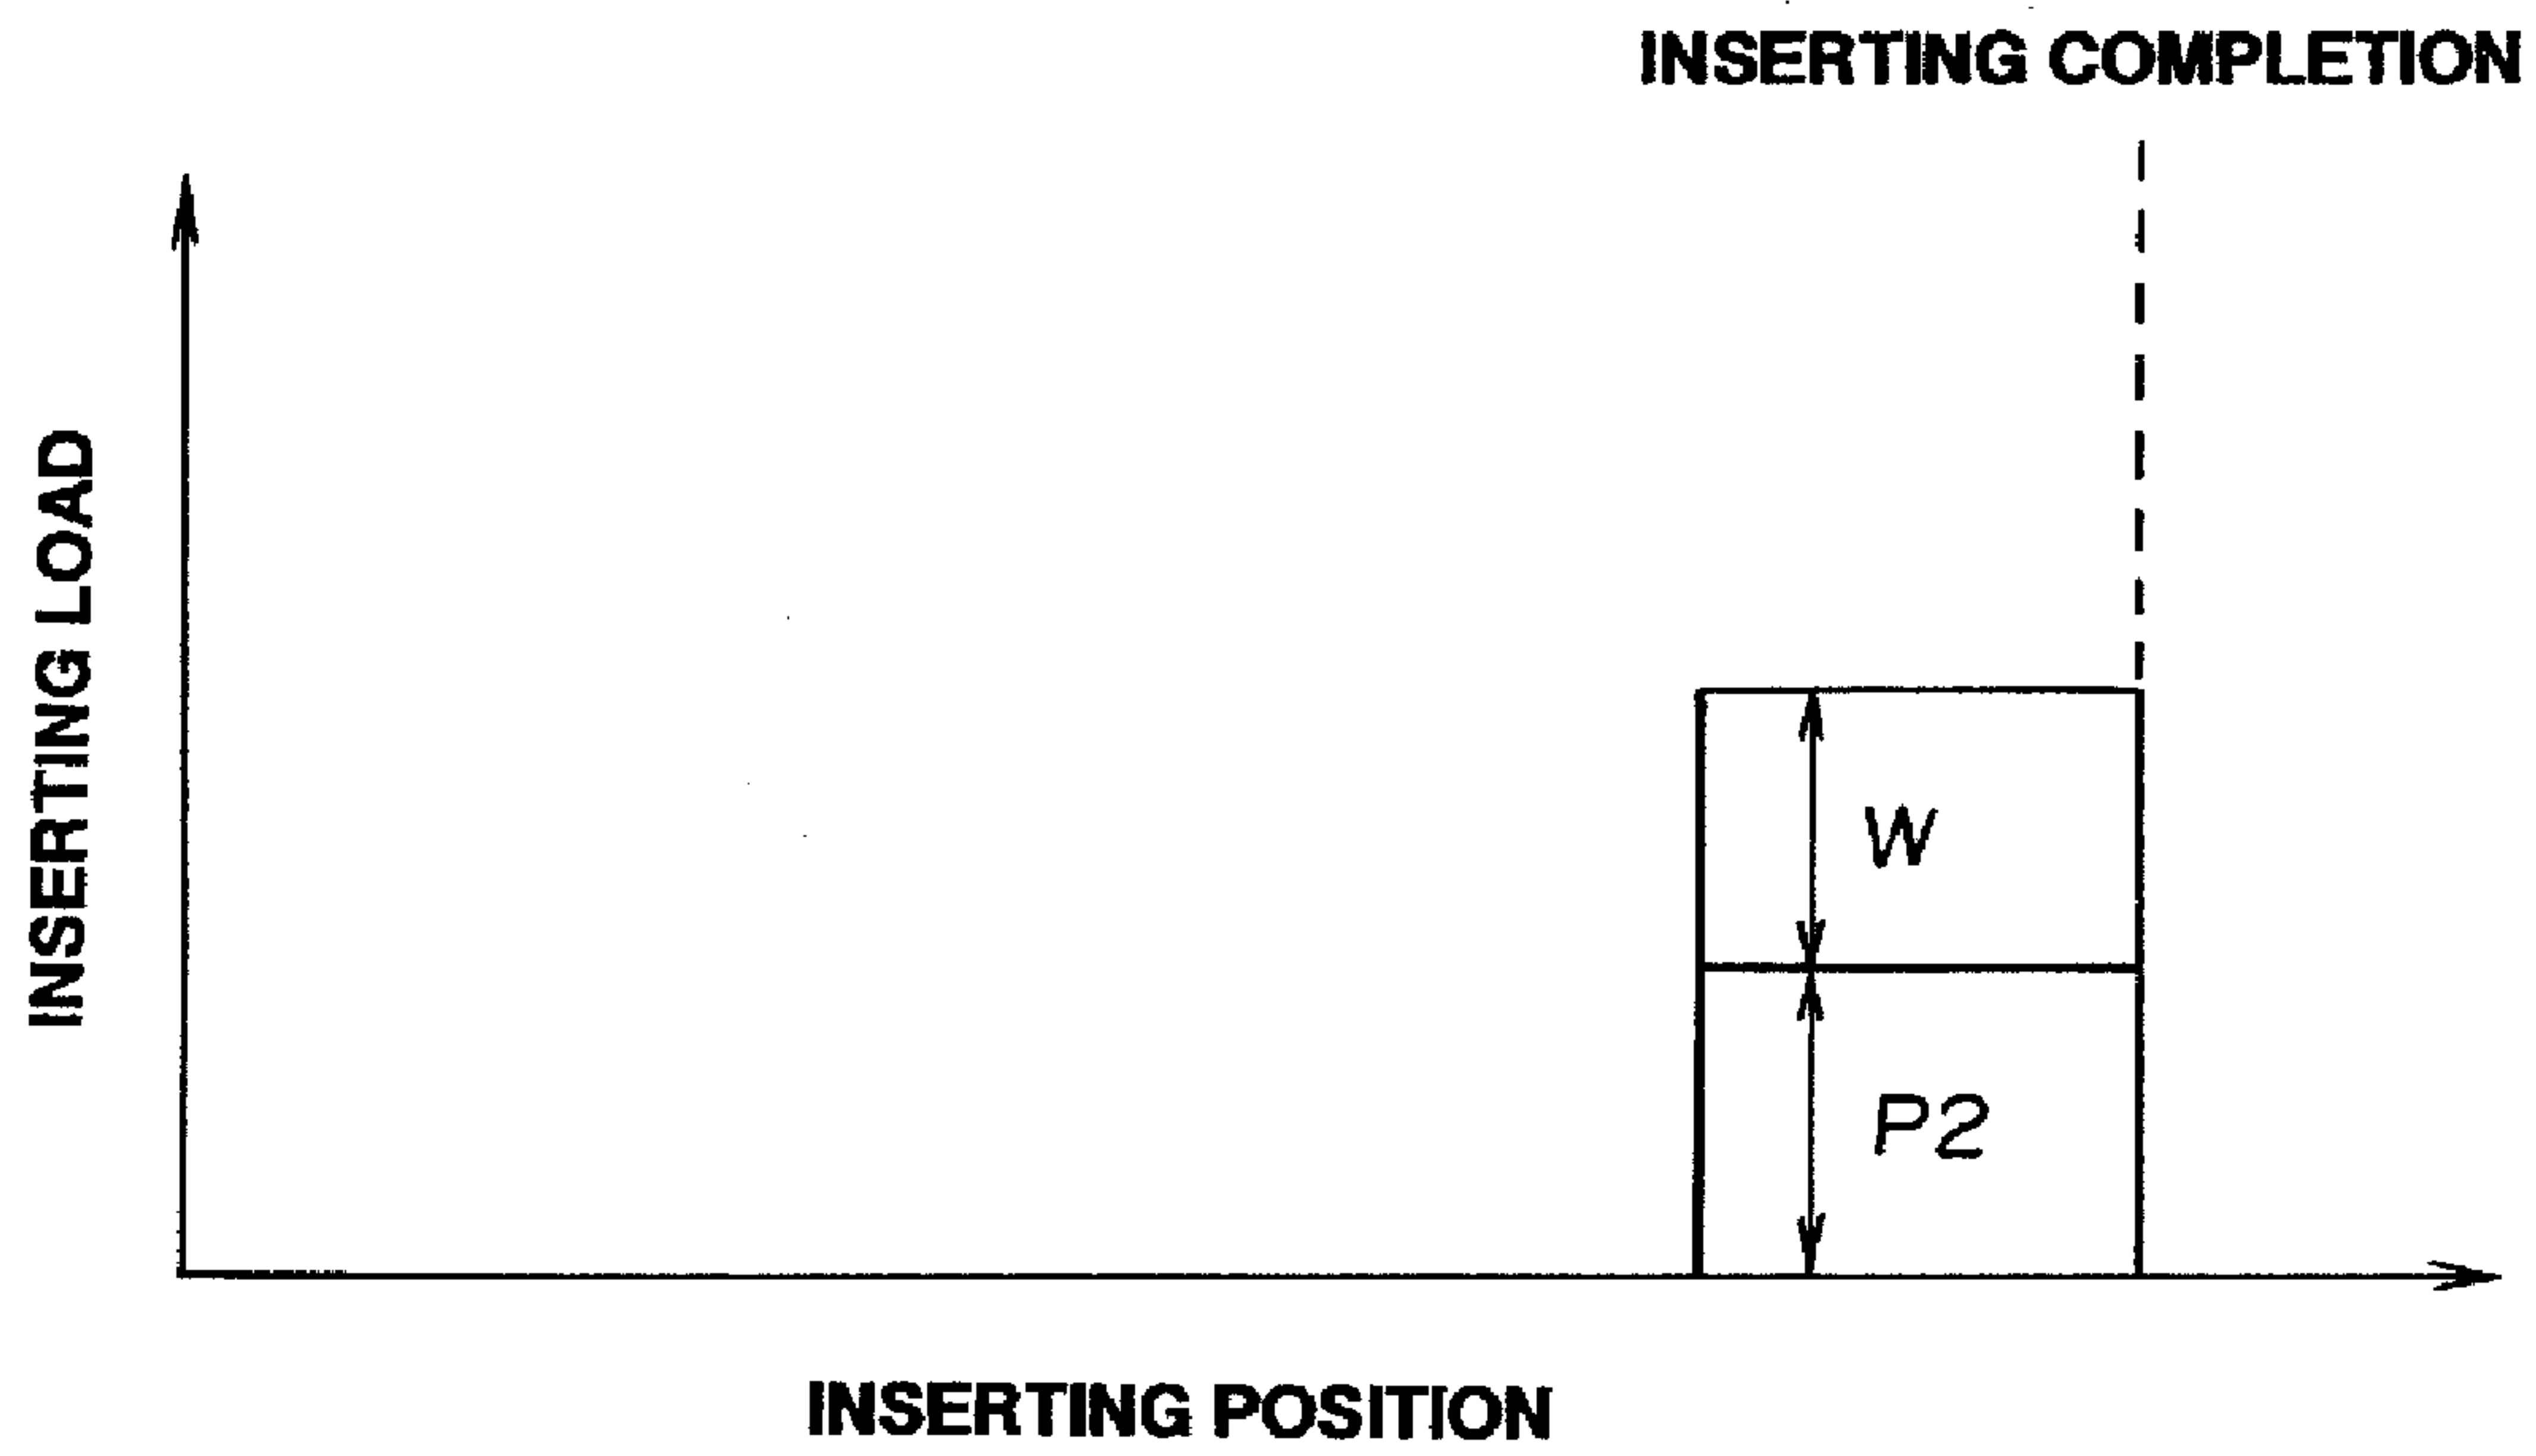 INSERTING COMPLETION
INSERTING LOAD
W
P2
INSERTING POSITION